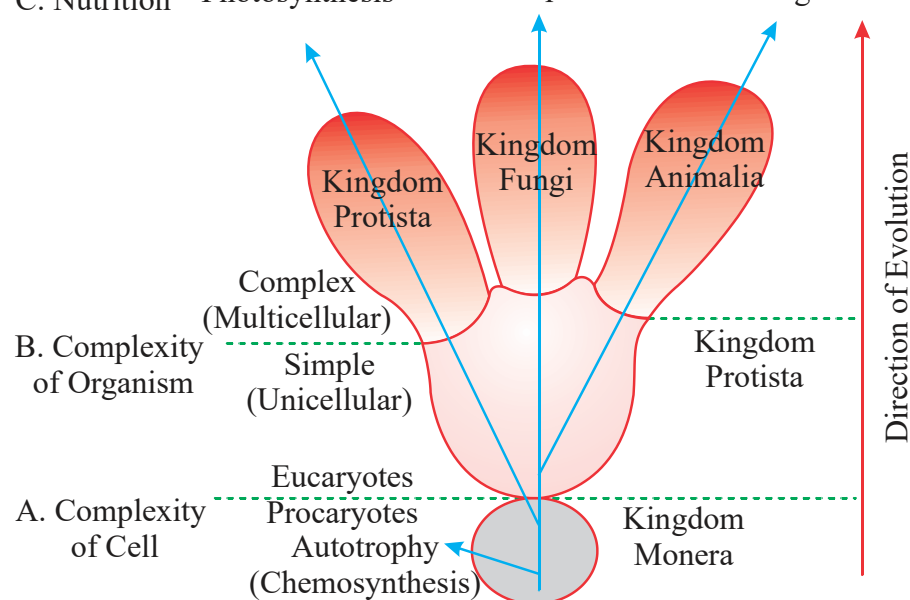 C. Nutrition
Photosynthesis
Kingdom
Protista
Kingdom
Fungi
Kingdom
Animalia
Complex
(Multicellular)
B. Complexity
of Organism
Simple
(Unicellular)
Kingdom
Protista
Eucaryotes
Procaryotes
A. Complexity
of Cell
Autotrophy
(Chemosynthesis)
Kingdom
Monera
Direction of Evolution